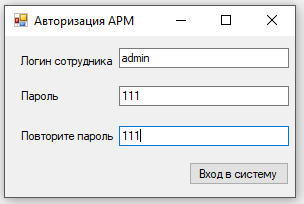 Авторизация АРМ
Логин сотрудника admin
Пароль 111
Повторите пароль 111
Вход в систему